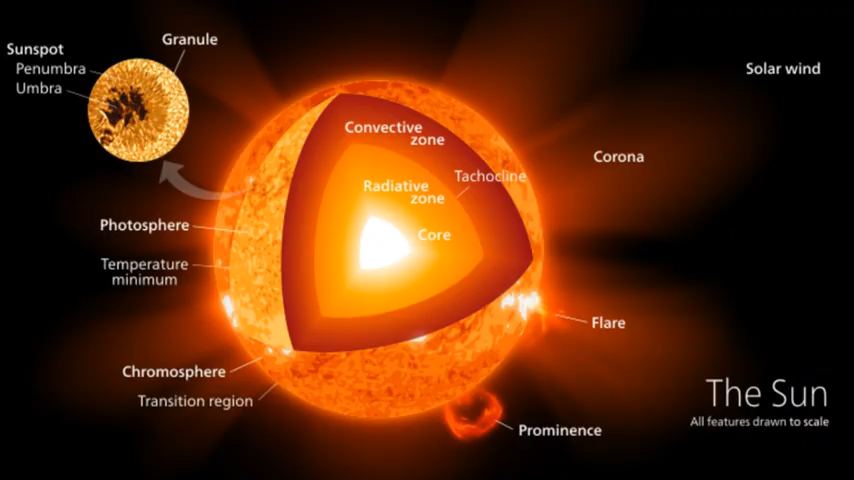 Sunspot
Penumbra
Umbra
Granule
Solar wind
Convective
zone
Corona
Tachocline
Radiative
zone
Core
Photosphere
Temperature
minimum
Flare
Chromosphere
Transition region
Prominence
The Sun
All features drawn to scale